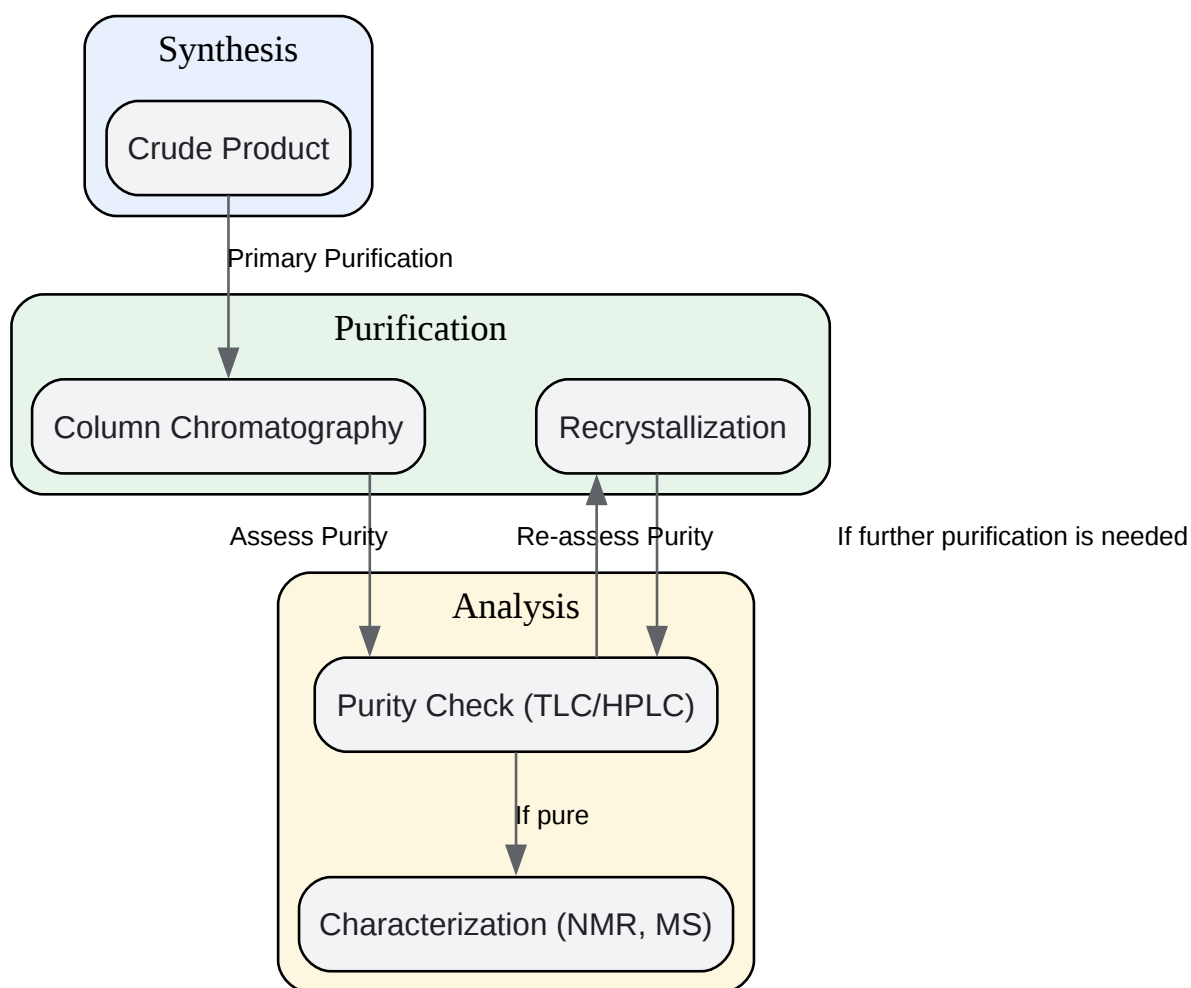 Synthesis
Crude Product
Primary Purification
Purification
Column Chromatography
Recrystallization
Assess Purity
Re-assess Purity
If further purification is needed
Analysis
Purity Check (TLC/HPLC)
If pure
Characterization (NMR, MS)